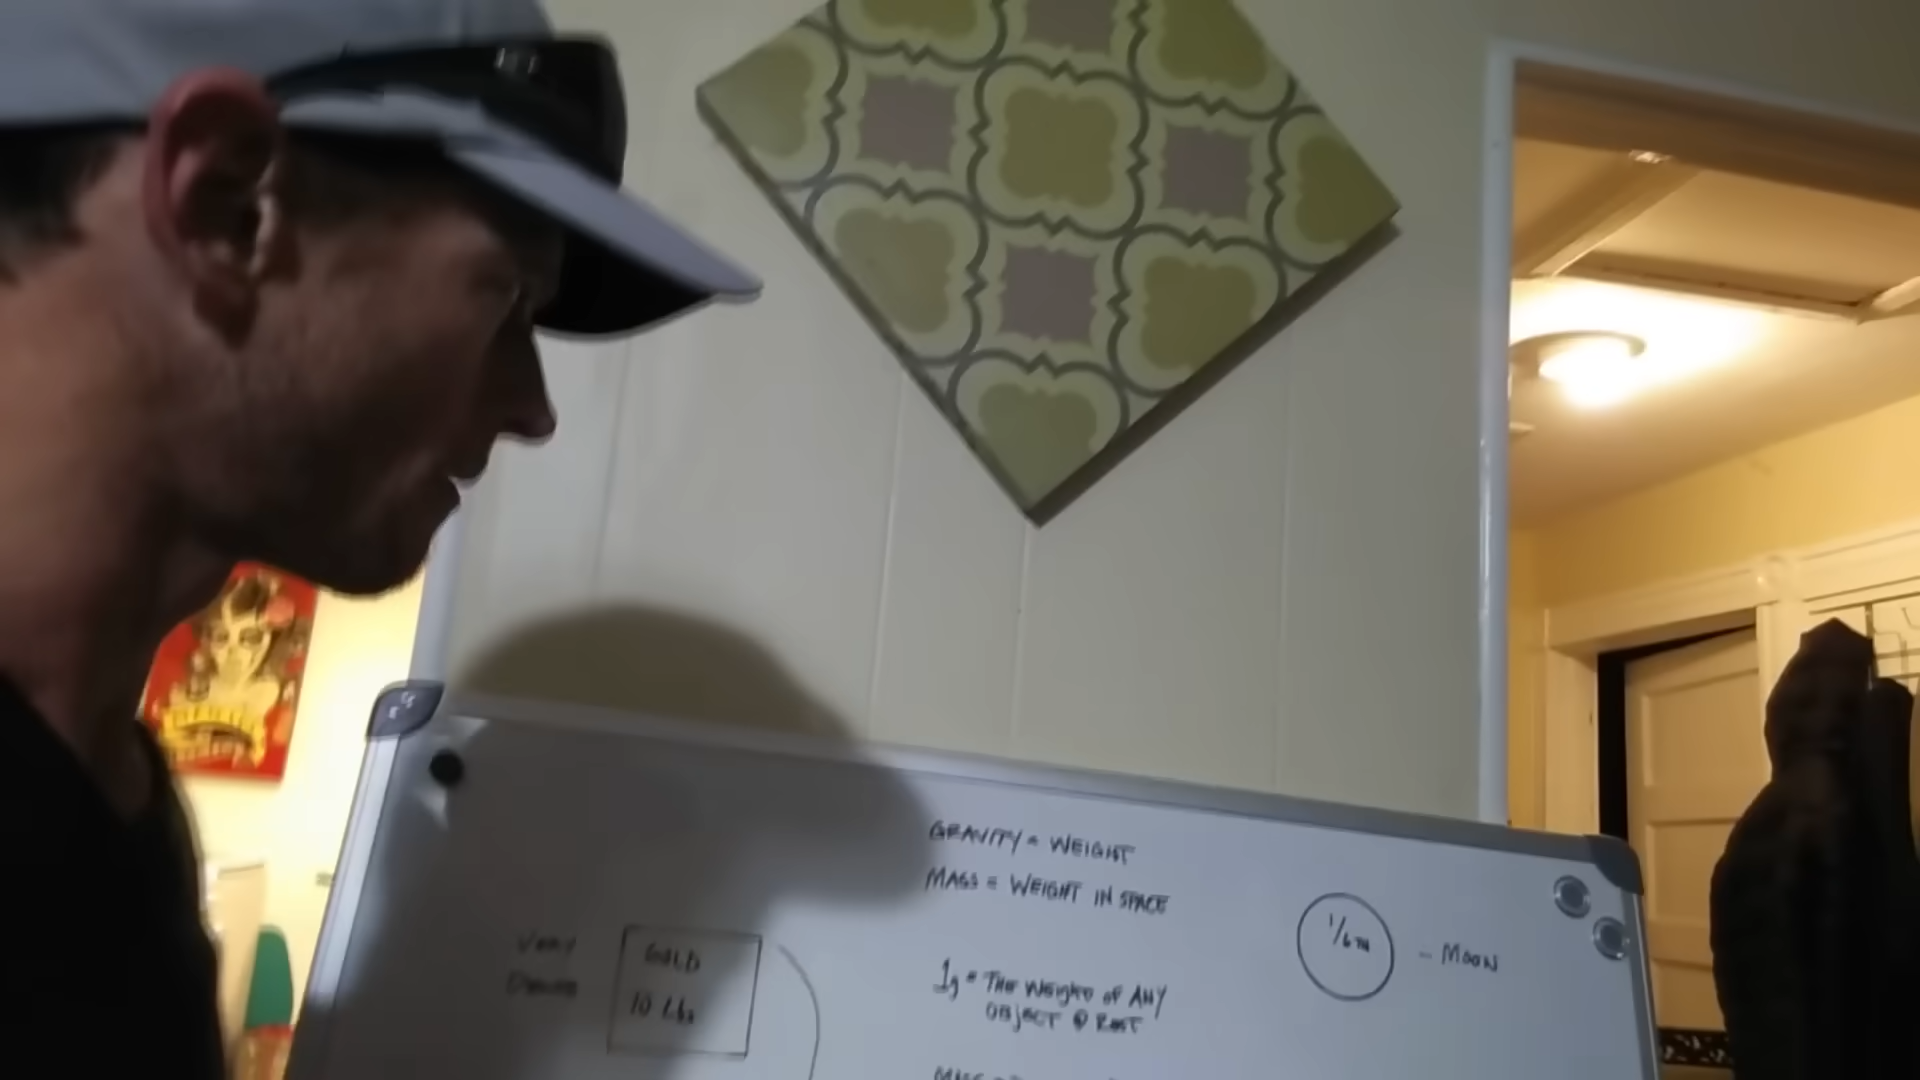 GRAVITY = WEIGHT
MASS = WEIGHT IN SPACE
VERY
DENSE
GOLD
10 Lbs
1g = THE WEIGHT OF ANY
OBJECT @ REST
1/6TH
- MOON
MASS =